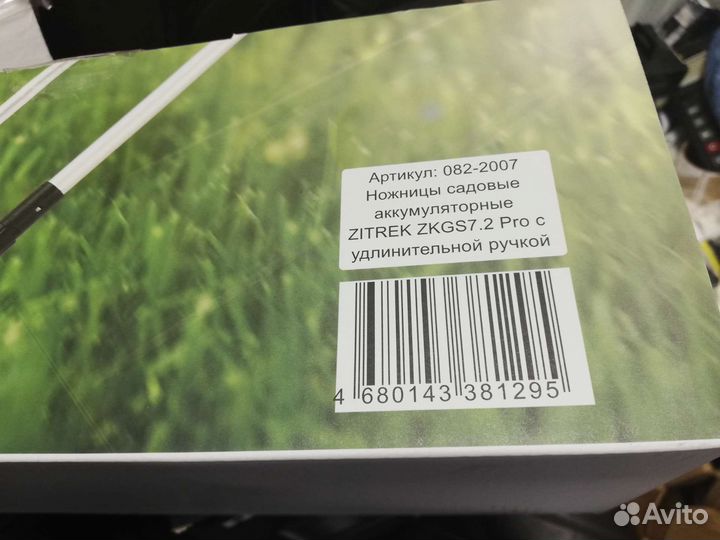 Артикул: 082-2007
Ножницы садовые
аккумуляторные
ZITREK ZKGS7.2 Pro с
удлинительной ручкой
4 680143 381295
Avito